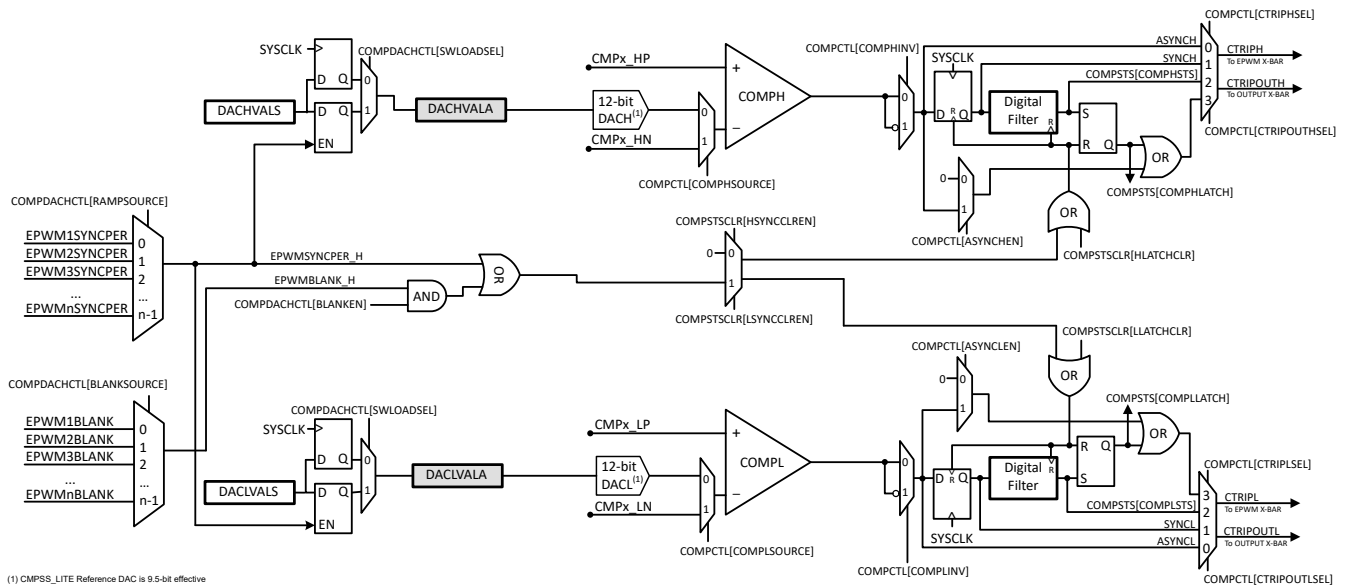 COMPCTL[CTRIPHSEL]
SYSCLK
COMPDACHCTL[SWLOADSEL]
D Q
0
1
DACHVALS
D Q
EN
DACHVALA
CMPx_HP
12-bit
DACH(1)
CMPx_HN
0
1
COMPCTL[COMPHSOURCE]
+
−
COMPH
COMPCTL[COMPHINV]
0
1
SYSCLK
D R Q
Digital
Filter
R
ASYNCH
SYNCH
COMPSTS[COMPHSTS]
S
R Q
OR
COMPSTS[COMPHLATCH]
0
1
2
3
CTRIPH
To EPWM X-BAR
CTRIPOUTH
To OUTPUT X-BAR
COMPCTL[CTRIPOUTHSEL]
0
0
1
COMPCTL[ASYNCHEN]
OR
COMPSTSCLR[HLATCHCLR]
COMPDACHCTL[RAMPSOURCE]
EPWM1SYNCPER
EPWM2SYNCPER
EPWM3SYNCPER
...
EPWMnSYNCPER
0
1
2
...
n-1
EPWMSYNCPER_H
EPWMBLANK_H
COMPDACHCTL[BLANKEN]
AND
OR
COMPSTSCLR[HSYNCCLREN]
0
0
1
COMPSTSCLR[LSYNCCLREN]
COMPSTSCLR[LLATCHCLR]
OR
COMPDACHCTL[BLANKSOURCE]
EPWM1BLANK
EPWM2BLANK
EPWM3BLANK
...
EPWMnBLANK
0
1
2
...
n-1
COMPDACHCTL[SWLOADSEL]
SYSCLK
D Q
0
1
DACLVALS
D Q
EN
DACLVALA
CMPx_LP
12-bit
DACL(1)
CMPx_LN
0
1
COMPCTL[COMPLSOURCE]
+
−
COMPL
COMPCTL[ASYNCLEN]
0
0
1
0
1
COMPCTL[COMPLINV]
D R Q
SYSCLK
Digital
Filter
R
COMPSTS[COMPLLATCH]
R Q
S
OR
COMPSTS[COMPLSTS]
SYNCL
ASYNCL
COMPCTL[CTRIPLSEL]
3
2
1
0
CTRIPL
To EPWM X-BAR
CTRIPOUTL
To OUTPUT X-BAR
COMPCTL[CTRIPOUTLSEL]
(1) CMPSS_LITE Reference DAC is 9.5-bit effective